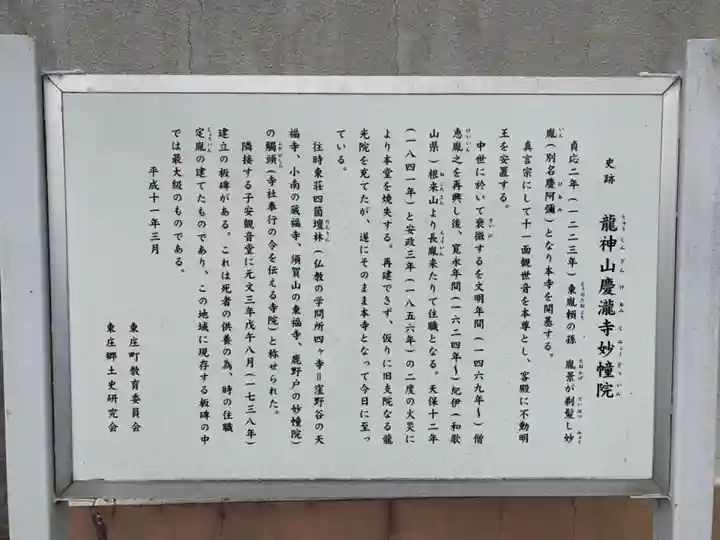 史跡　龍神山慶瀧寺妙幢院
貞応二年（一二二三年）東胤頼の孫　胤景が剃髪し妙
胤（別名慶阿彌）となり本寺を開基する。
真言宗にして十一面観世音を本尊とし、客殿に不動明
王を安置する。
中世に於いて衰微するを文明年間（一四六九年〜）僧
恵胤之を再興し後、寛永年間（一六二四年〜）紀伊（和歌
山県）根来山より長胤来たりて住職となる。天保十二年
（一八四一年）と安政三年（一八五六年）の二度の火災に
より本堂を焼失する。再建できず、仮りに旧支院なる龍
光院を充てたが、遂にそのまま本寺となって今日に至っ
ている。
往時東荘四箇壇林（仏教の学問所四ヶ寺＝窪野谷の天
福寺、小南の蔵福寺、須賀山の東福寺、鹿野戸の妙幢院）
の觸頭（寺社奉行の令を伝える寺院）と称せられた。
隣接する子安観音堂に元文三年戊午八月（一七三八年）
建立の板碑がある。これは死者の供養の為、時の住職
定胤の建てたものであり、この地域に現存する板碑の中
では最大級のものである。
平成十一年三月
東庄町教育委員会
東庄郷土史研究会